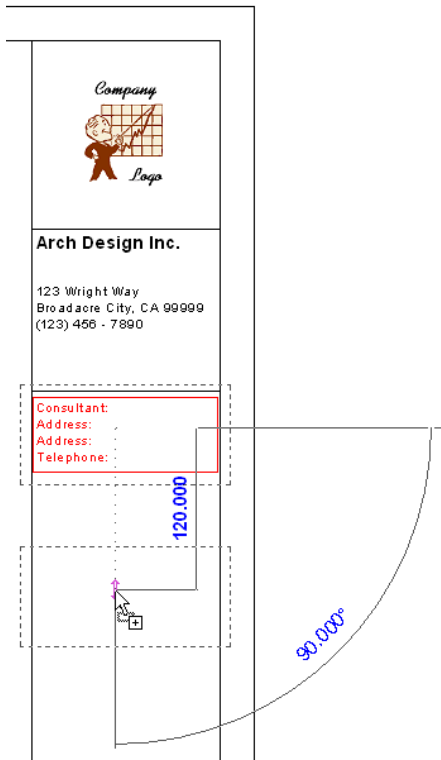 Company
Logo
Arch Design Inc.
123 Wright Way
Broadacre City, CA 99999
(123) 456 - 7890
Consultant:
Address:
Address:
Telephone:
120.000
90.000°